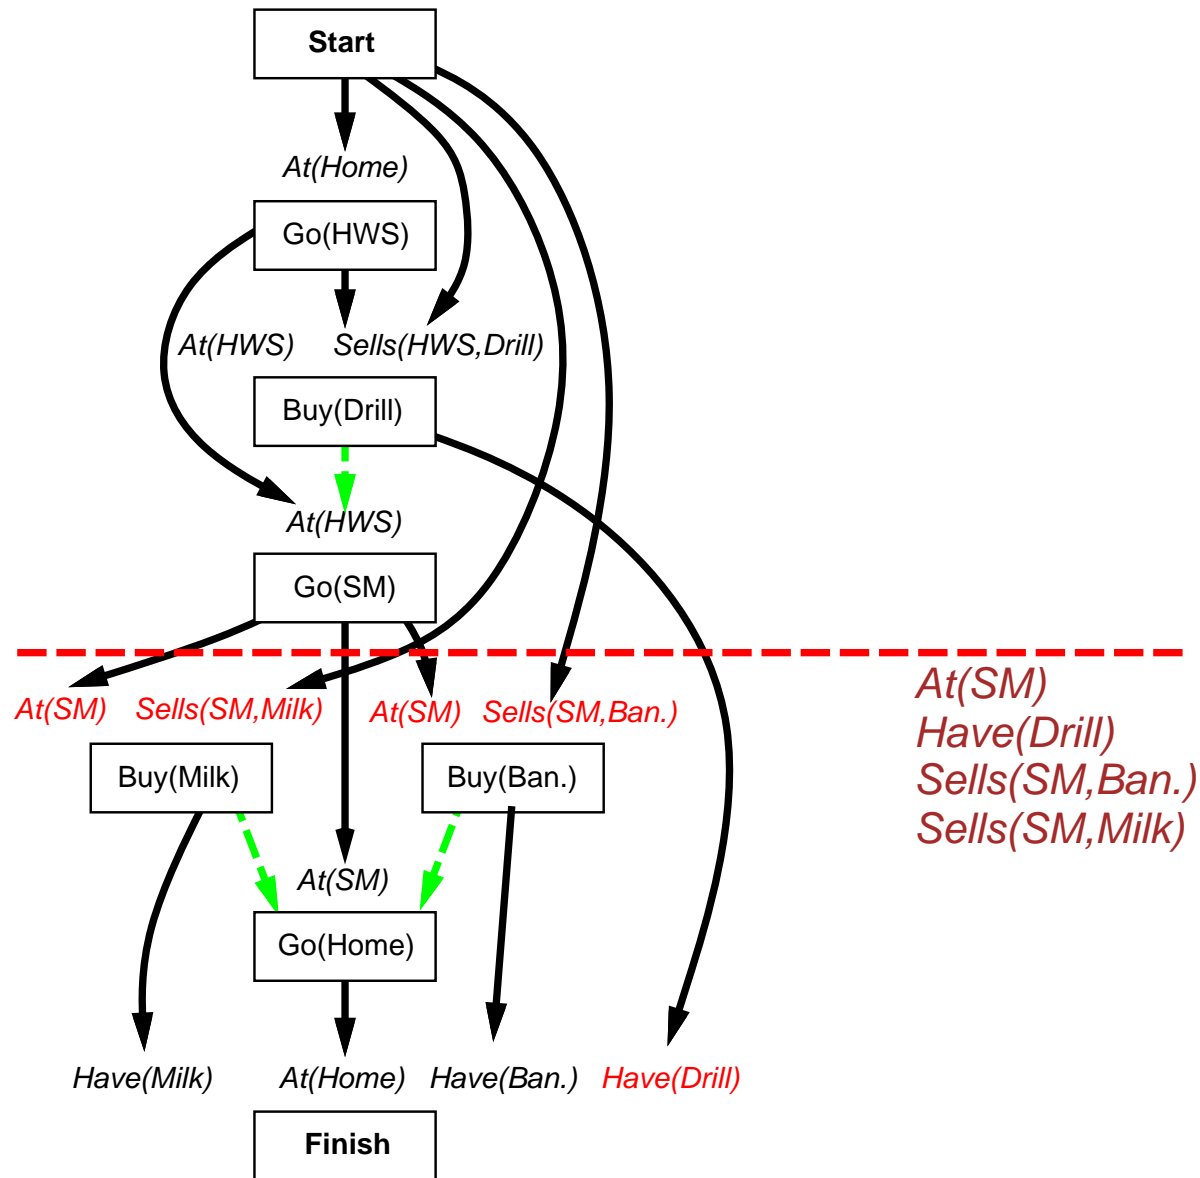 Start
At(Home)
Go(HWS)
At(HWS) Sells(HWS,Drill)
Buy(Drill)
At(HWS)
Go(SM)
At(SM) Sells(SM,Milk) At(SM) Sells(SM,Ban.)
Buy(Milk) Buy(Ban.)
At(SM)
Go(Home)
Have(Milk) At(Home) Have(Ban.) Have(Drill)
Finish
At(SM)
Have(Drill)
Sells(SM,Ban.)
Sells(SM,Milk)